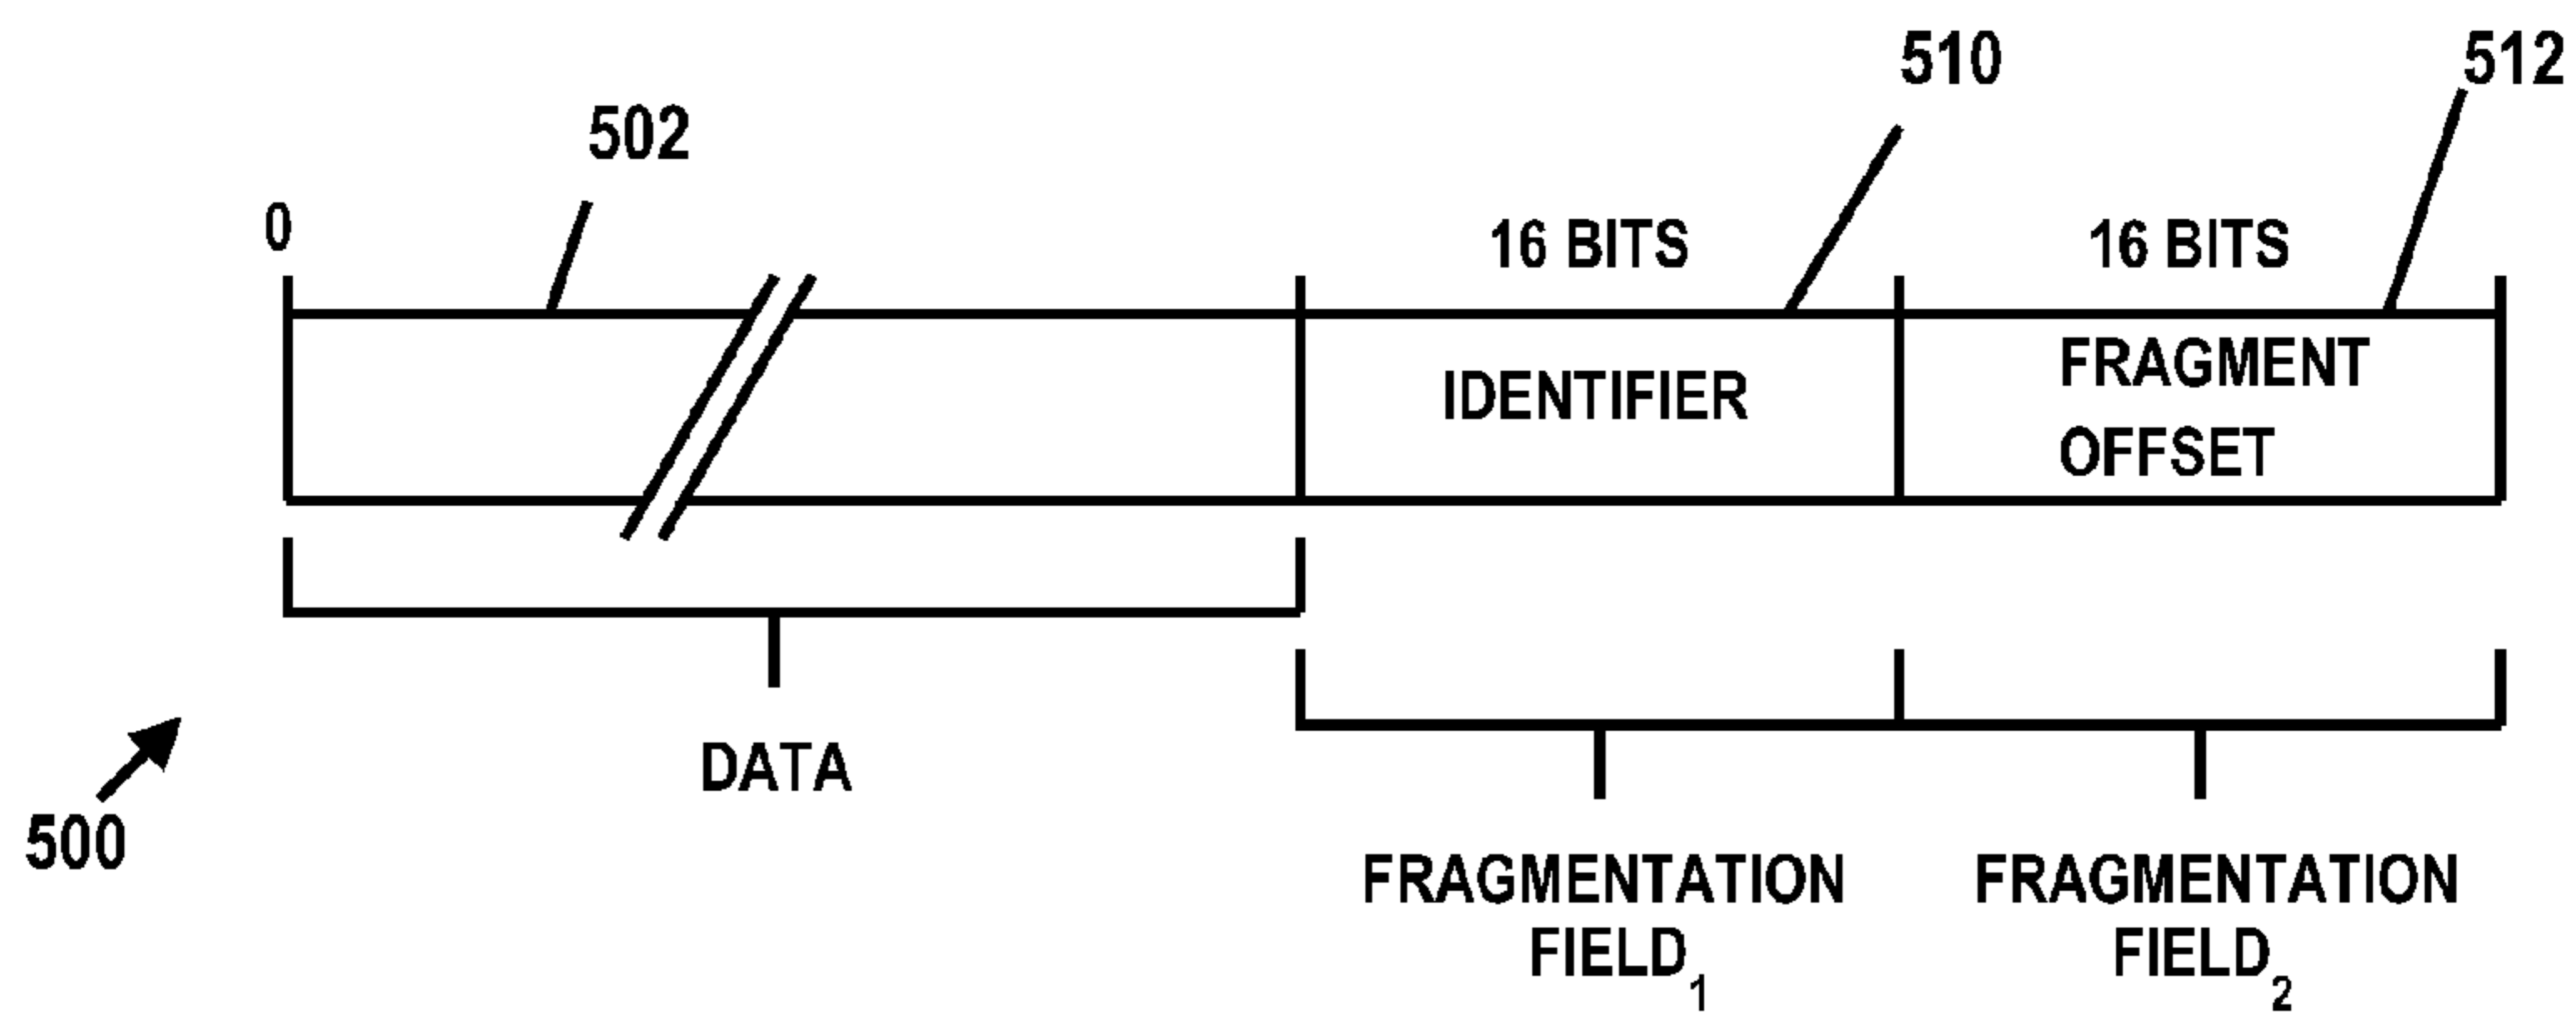 510
512
502
0
16 BITS
16 BITS
IDENTIFIER
FRAGMENT
OFFSET
DATA
500
FRAGMENTATION
FIELD1
FRAGMENTATION
FIELD2